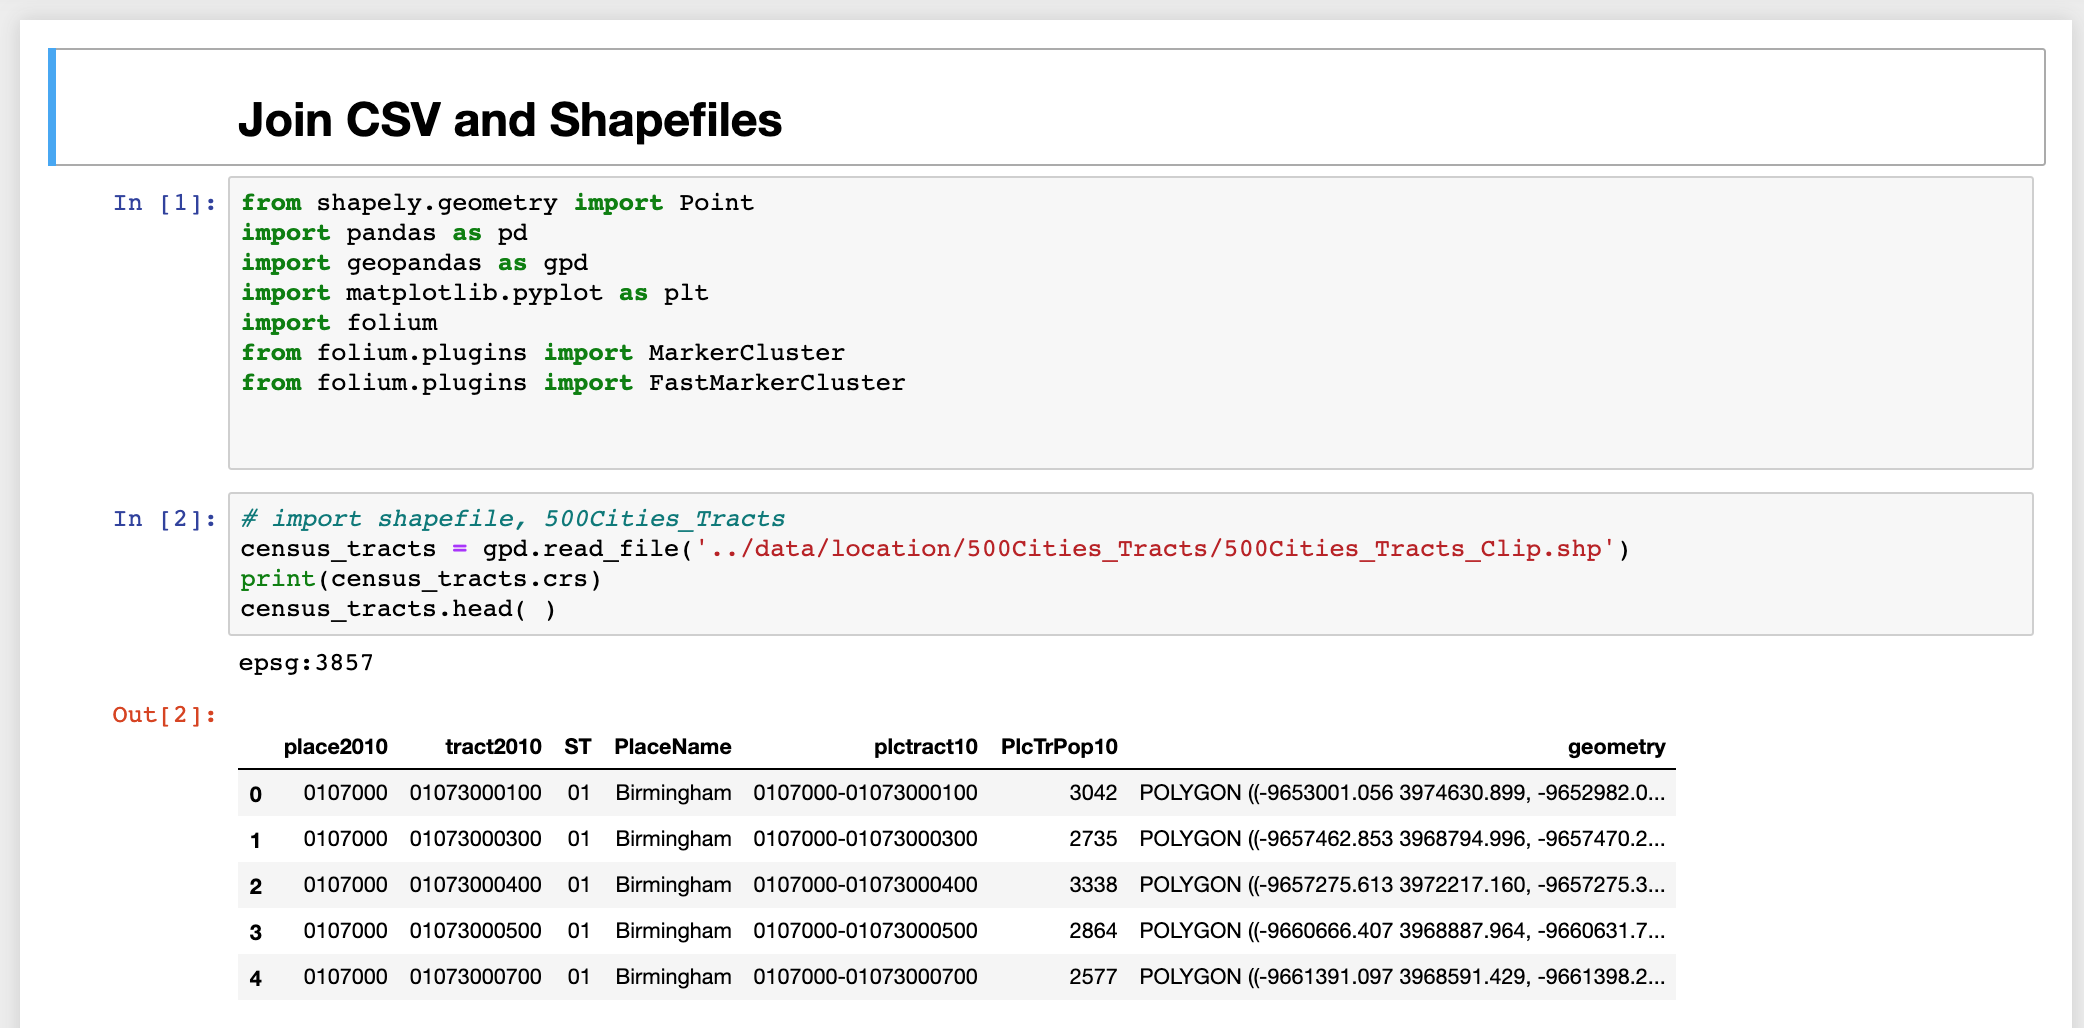 Join CSV and Shapefiles
In [1]:
from shapely.geometry import Point
import pandas as pd
import geopandas as gpd
import matplotlib.pyplot as plt
import folium
from folium.plugins import MarkerCluster
from folium.plugins import FastMarkerCluster
In [2]:
# import shapefile, 500Cities_Tracts
census_tracts = gpd.read_file('../data/location/500Cities_Tracts/500Cities_Tracts_Clip.shp')
print(census_tracts.crs)
census_tracts.head( )
epsg:3857
Out[2]:
place2010 tract2010 ST PlaceName plctract10 PlcTrPop10 geometry
0 0107000 01073000100 01 Birmingham 0107000-01073000100 3042 POLYGON ((-9653001.056 3974630.899, -9652982.0...
1 0107000 01073000300 01 Birmingham 0107000-01073000300 2735 POLYGON ((-9657462.853 3968794.996, -9657470.2...
2 0107000 01073000400 01 Birmingham 0107000-01073000400 3338 POLYGON ((-9657275.613 3972217.160, -9657275.3...
3 0107000 01073000500 01 Birmingham 0107000-01073000500 2864 POLYGON ((-9660666.407 3968887.964, -9660631.7...
4 0107000 01073000700 01 Birmingham 0107000-01073000700 2577 POLYGON ((-9661391.097 3968591.429, -9661398.2...